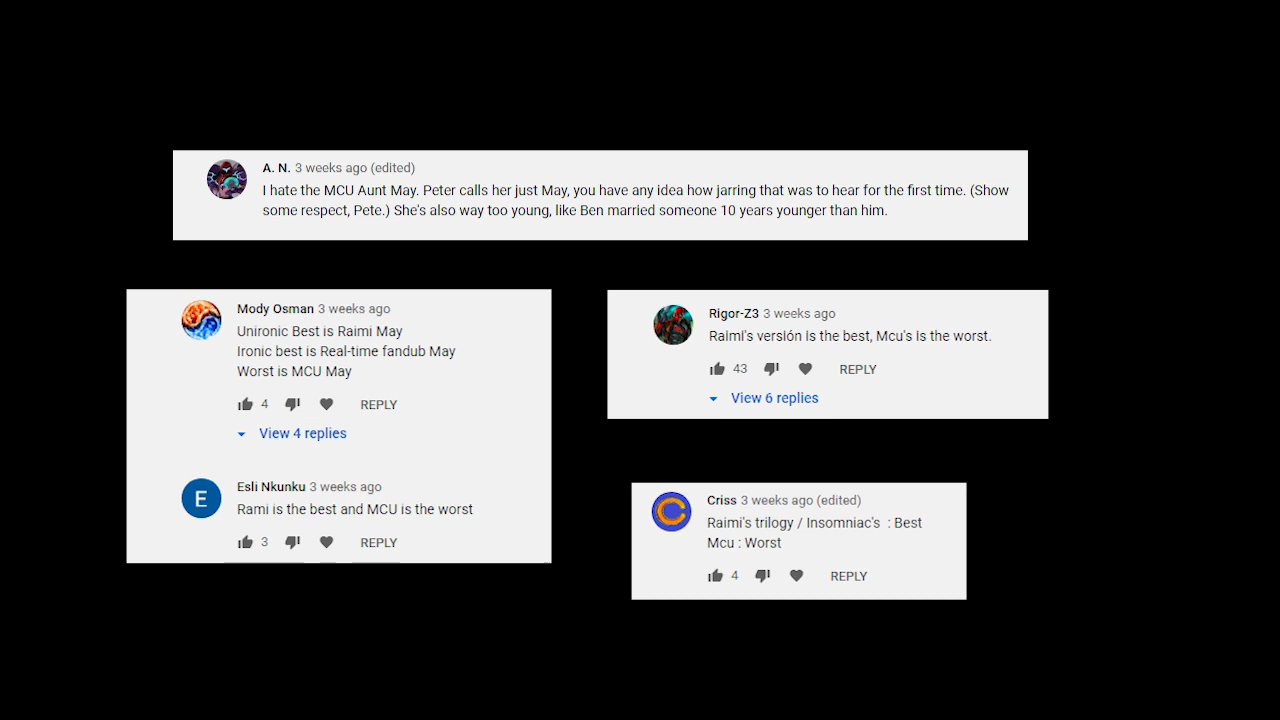 A. N. 3 weeks ago (edited)
I hate the MCU Aunt May. Peter calls her just May, you have any idea how jarring that was to hear for the first time. (Show
some respect, Pete.) She's also way too young, like Ben married someone 10 years younger than him.
Mody Osman 3 weeks ago
Unironic Best is Raimi May
Ironic best is Real-time fandub May
Worst is MCU May
4 REPLY
View 4 replies
E
Esli Nkunku 3 weeks ago
Rami is the best and MCU is the worst
3 REPLY
Rigor-Z3 3 weeks ago
Raimi's versión is the best, Mcu's is the worst.
43 REPLY
View 6 replies
Criss 3 weeks ago (edited)
Raimi's trilogy / Insomniac's : Best
Mcu : Worst
4 REPLY